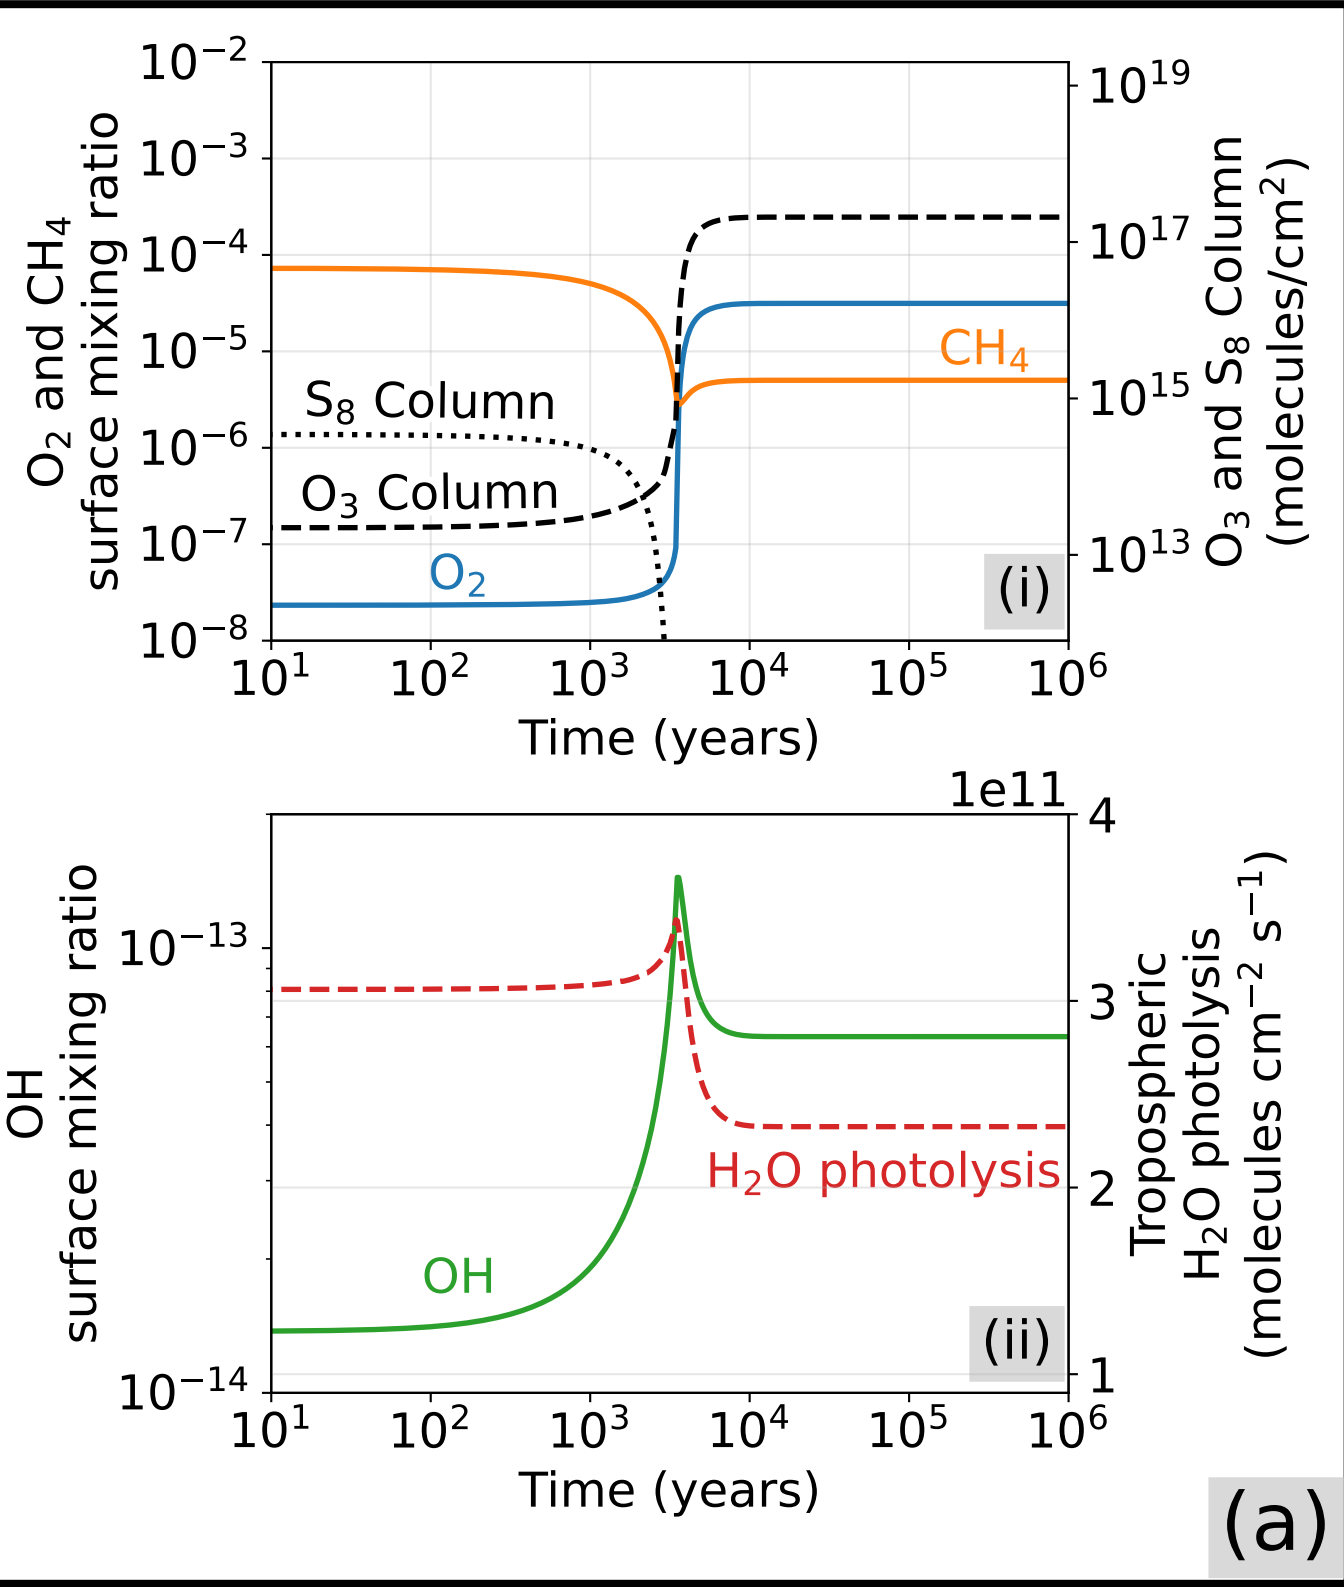 10⁻²
10⁻³
10⁻⁴
10⁻⁵
10⁻⁶
10⁻⁷
10⁻⁸
O₂ and CH₄
surface mixing ratio
10¹⁹
10¹⁷
10¹⁵
10¹³
O₃ and S₈ Column
(molecules/cm²)
CH₄
S₈ Column
O₃ Column
O₂
(i)
10¹ 10² 10³ 10⁴ 10⁵ 10⁶
Time (years)
1e11
10⁻¹³
10⁻¹⁴
OH
surface mixing ratio
4
3
2
1
Tropospheric
H₂O photolysis
(molecules cm⁻² s⁻¹)
H₂O photolysis
OH
(ii)
10¹ 10² 10³ 10⁴ 10⁵ 10⁶
Time (years)
(a)